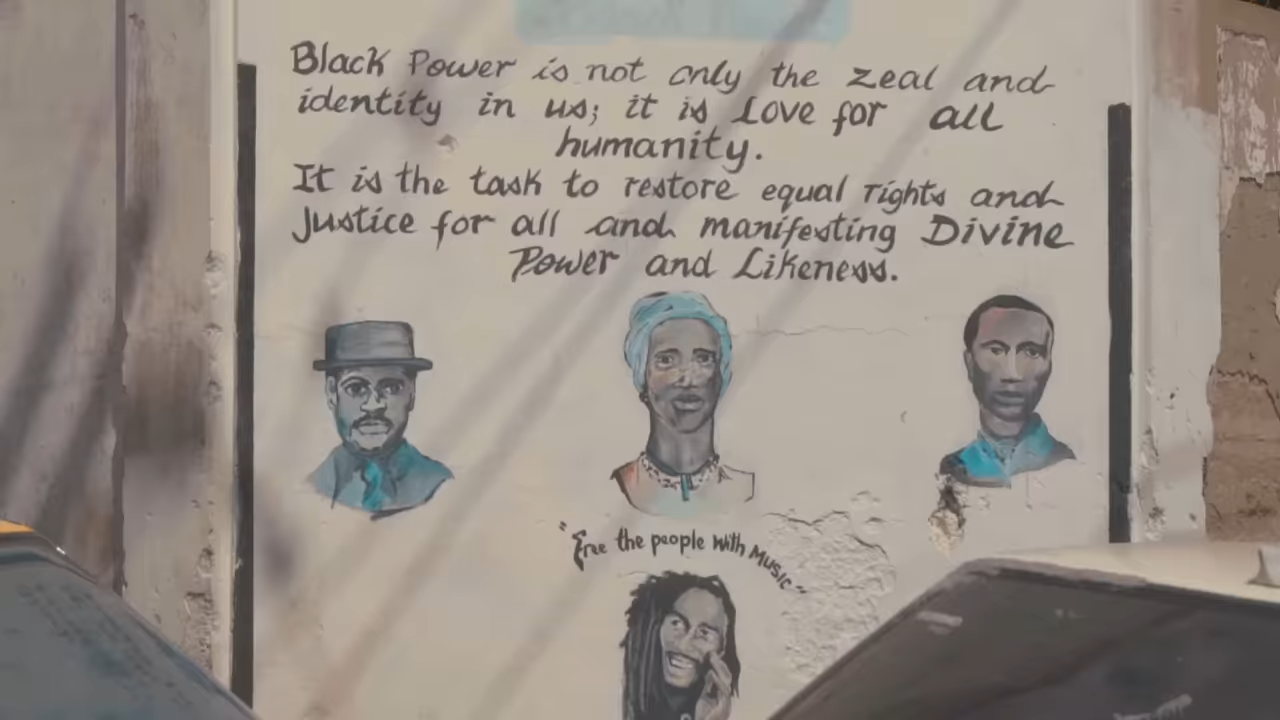 Black Power is not only the zeal and
identity in us; it is Love for all
humanity.
It is the task to restore equal rights and
Justice for all and manifesting Divine
Power and Likeness.
"Free the people with Music"